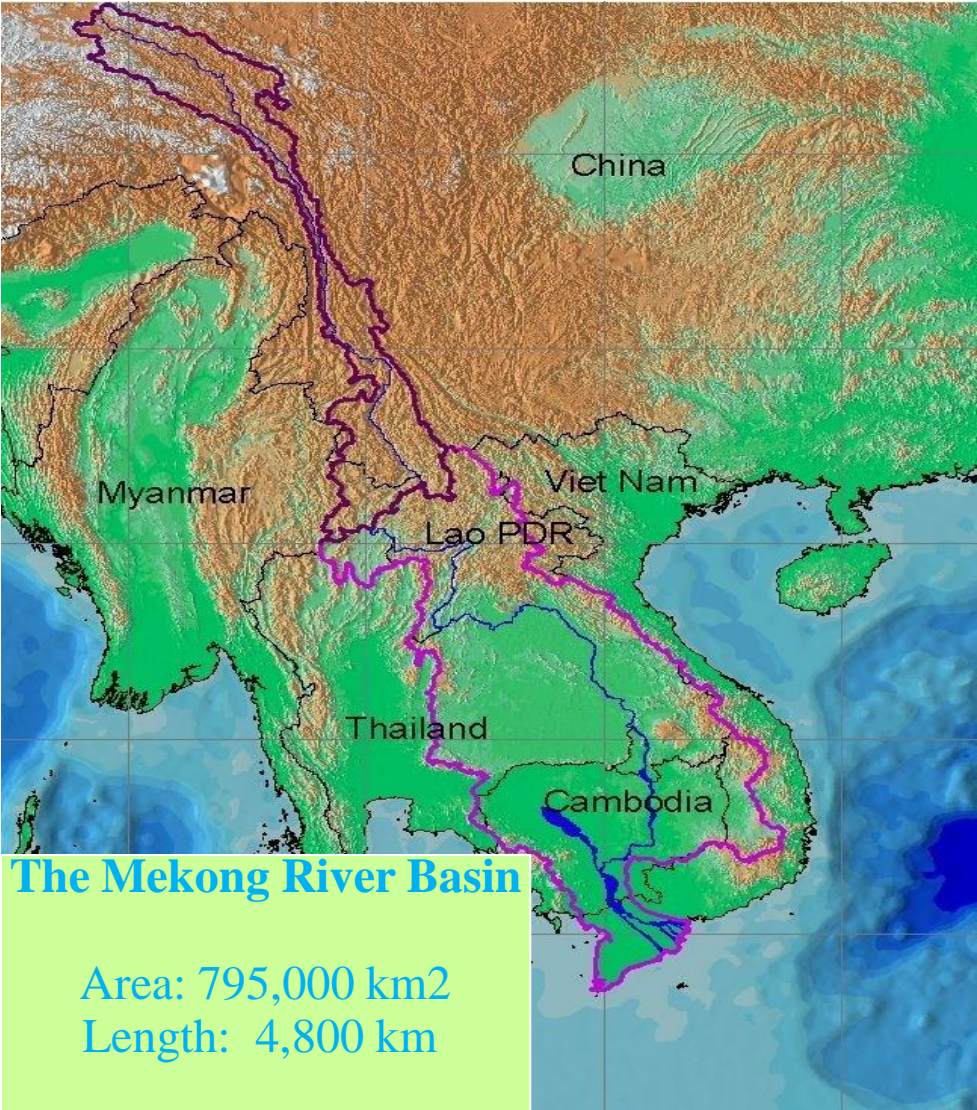 China
Myanmar
Viet Nam
Lao PDR
Thailand
Cambodia
The Mekong River Basin
Area: 795,000 km2
Length: 4,800 km